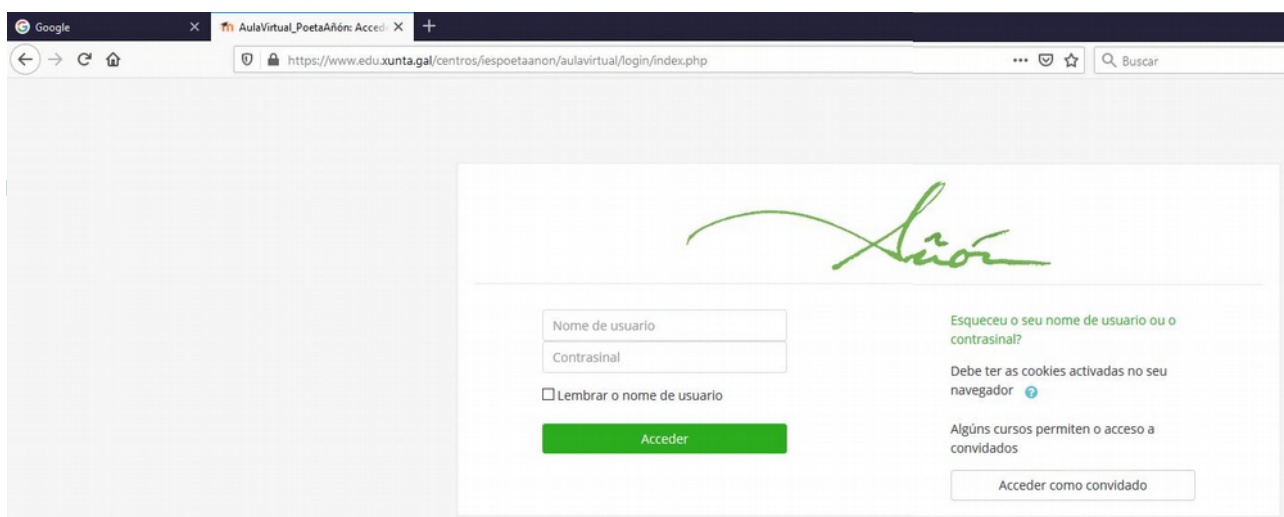 Google
AulaVirtual_PoetaAñón: Accede
https://www.edu.xunta.gal/centros/iespoetaanon/aulavirtual/login/index.php
Buscar
Añón
Nome de usuario
Contrasinal
Lembrar o nome de usuario
Acceder
Esqueceu o seu nome de usuario ou o
contrasinal?
Debe ter as cookies activadas no seu
navegador
Algúns cursos permiten o acceso a
convidados
Acceder como convidado